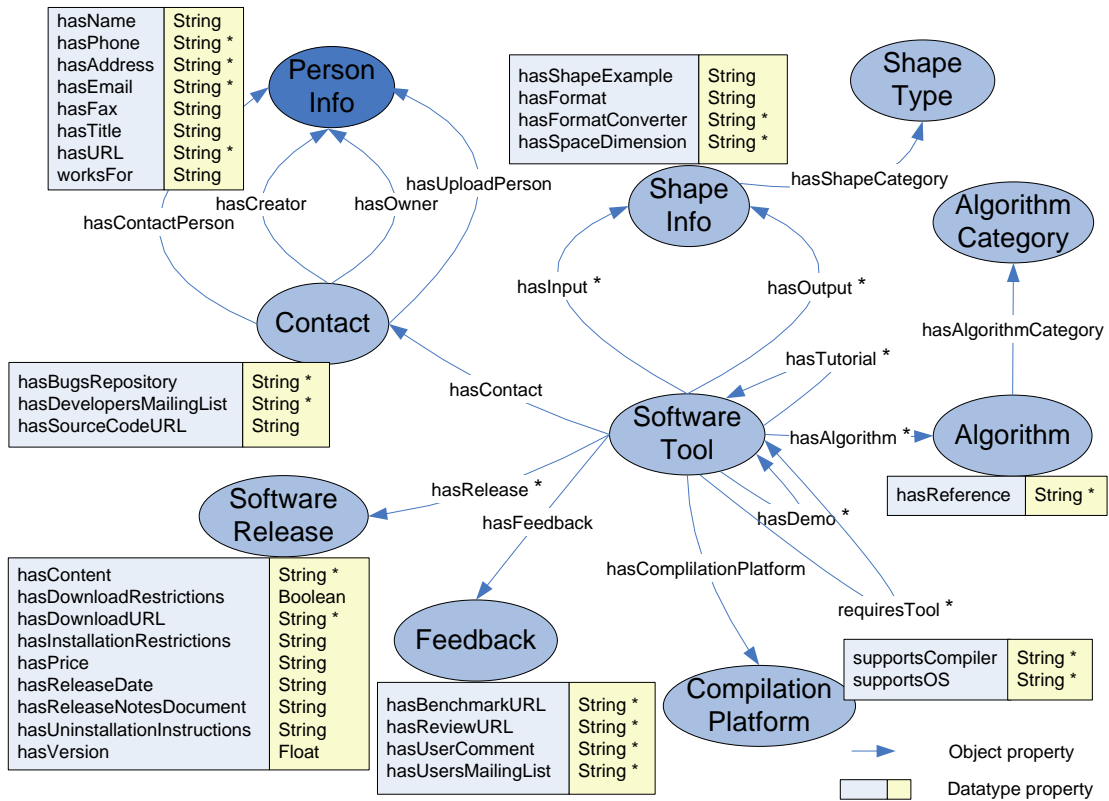 hasName String
hasPhone String *
hasAddress String *
hasEmail String *
hasFax String
hasTitle String
hasURL String *
worksFor String
Person
Info
hasShapeExample String
hasFormat String
hasFormatConverter String *
hasSpaceDimension String *
Shape
Type
hasUploadPerson
hasCreator
hasOwner
hasContactPerson
Shape
Info
hasShapeCategory
Algorithm
Category
hasInput *
hasOutput *
Contact
hasAlgorithmCategory
hasBugsRepository String *
hasDevelopersMailingList String *
hasSourceCodeURL String
hasContact
hasTutorial *
Software
Tool
hasAlgorithm *
Algorithm
hasReference String *
Software
Release
hasRelease *
hasFeedback
hasDemo *
hasComplilationPlatform
requiresTool *
hasContent String *
hasDownloadRestrictions Boolean
hasDownloadURL String *
hasInstallationRestrictions String
hasPrice String
hasReleaseDate String
hasReleaseNotesDocument String
hasUninstallationInstructions String
hasVersion Float
Feedback
hasBenchmarkURL String *
hasReviewURL String *
hasUserComment String *
hasUsersMailingList String *
Compilation
Platform
supportsCompiler String *
supportsOS String *
Object property
Datatype property